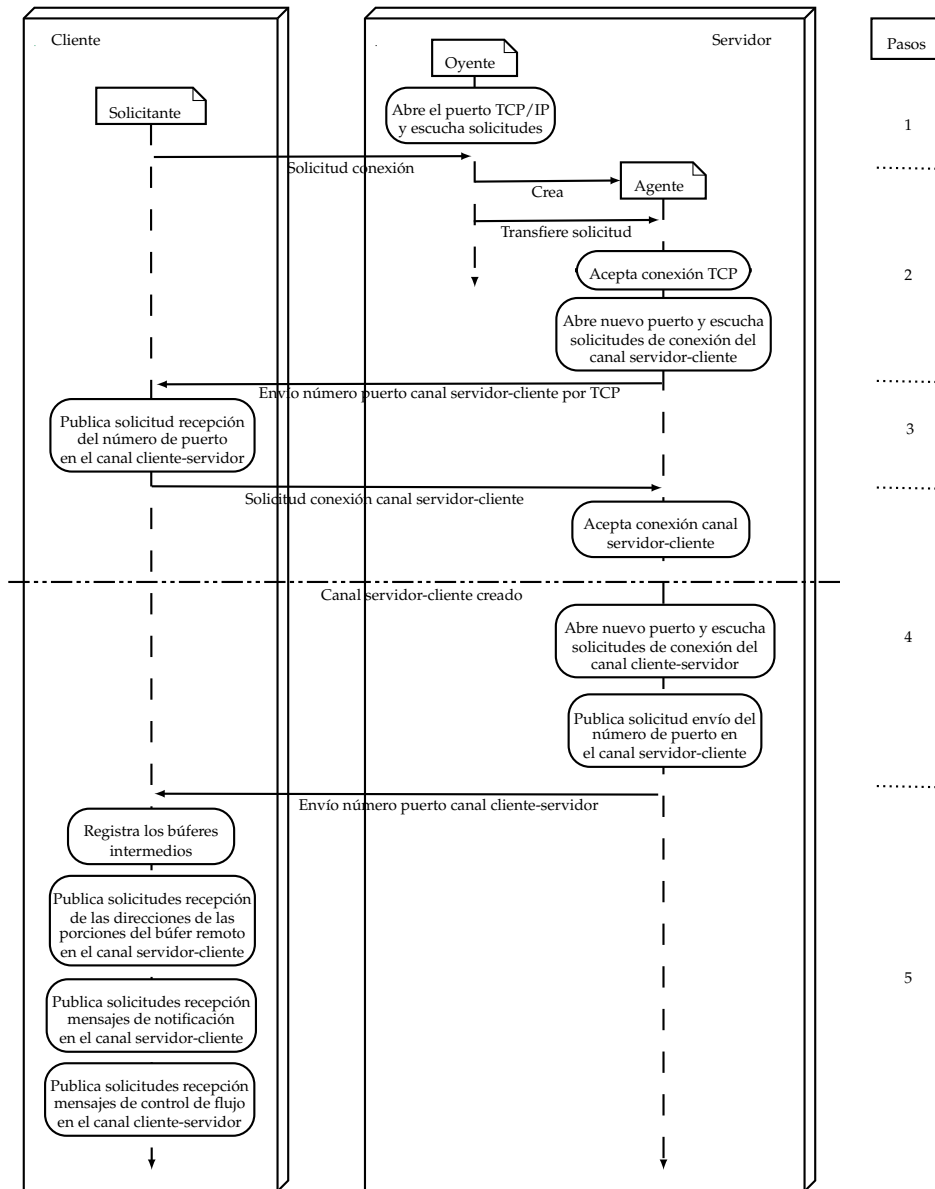 Cliente
Servidor
Pasos
Oyente
Solicitante
Abre el puerto TCP/IP
y escucha solicitudes
1
Solicitud conexión
Crea
Agente
Transfiere solicitud
Acepta conexión TCP
2
Abre nuevo puerto y escucha
solicitudes de conexión del
canal servidor-cliente
Envío número puerto canal servidor-cliente por TCP
Publica solicitud recepción
del número de puerto
en el canal cliente-servidor
3
Solicitud conexión canal servidor-cliente
Acepta conexión canal
servidor-cliente
Canal servidor-cliente creado
Abre nuevo puerto y escucha
solicitudes de conexión del
canal cliente-servidor
4
Publica solicitud envío del
número de puerto en
el canal servidor-cliente
Envío número puerto canal cliente-servidor
Registra los búferes
intermedios
Publica solicitudes recepción
de las direcciones de las
porciones del búfer remoto
en el canal servidor-cliente
5
Publica solicitudes recepción
mensajes de notificación
en el canal servidor-cliente
Publica solicitudes recepción
mensajes de control de flujo
en el canal cliente-servidor